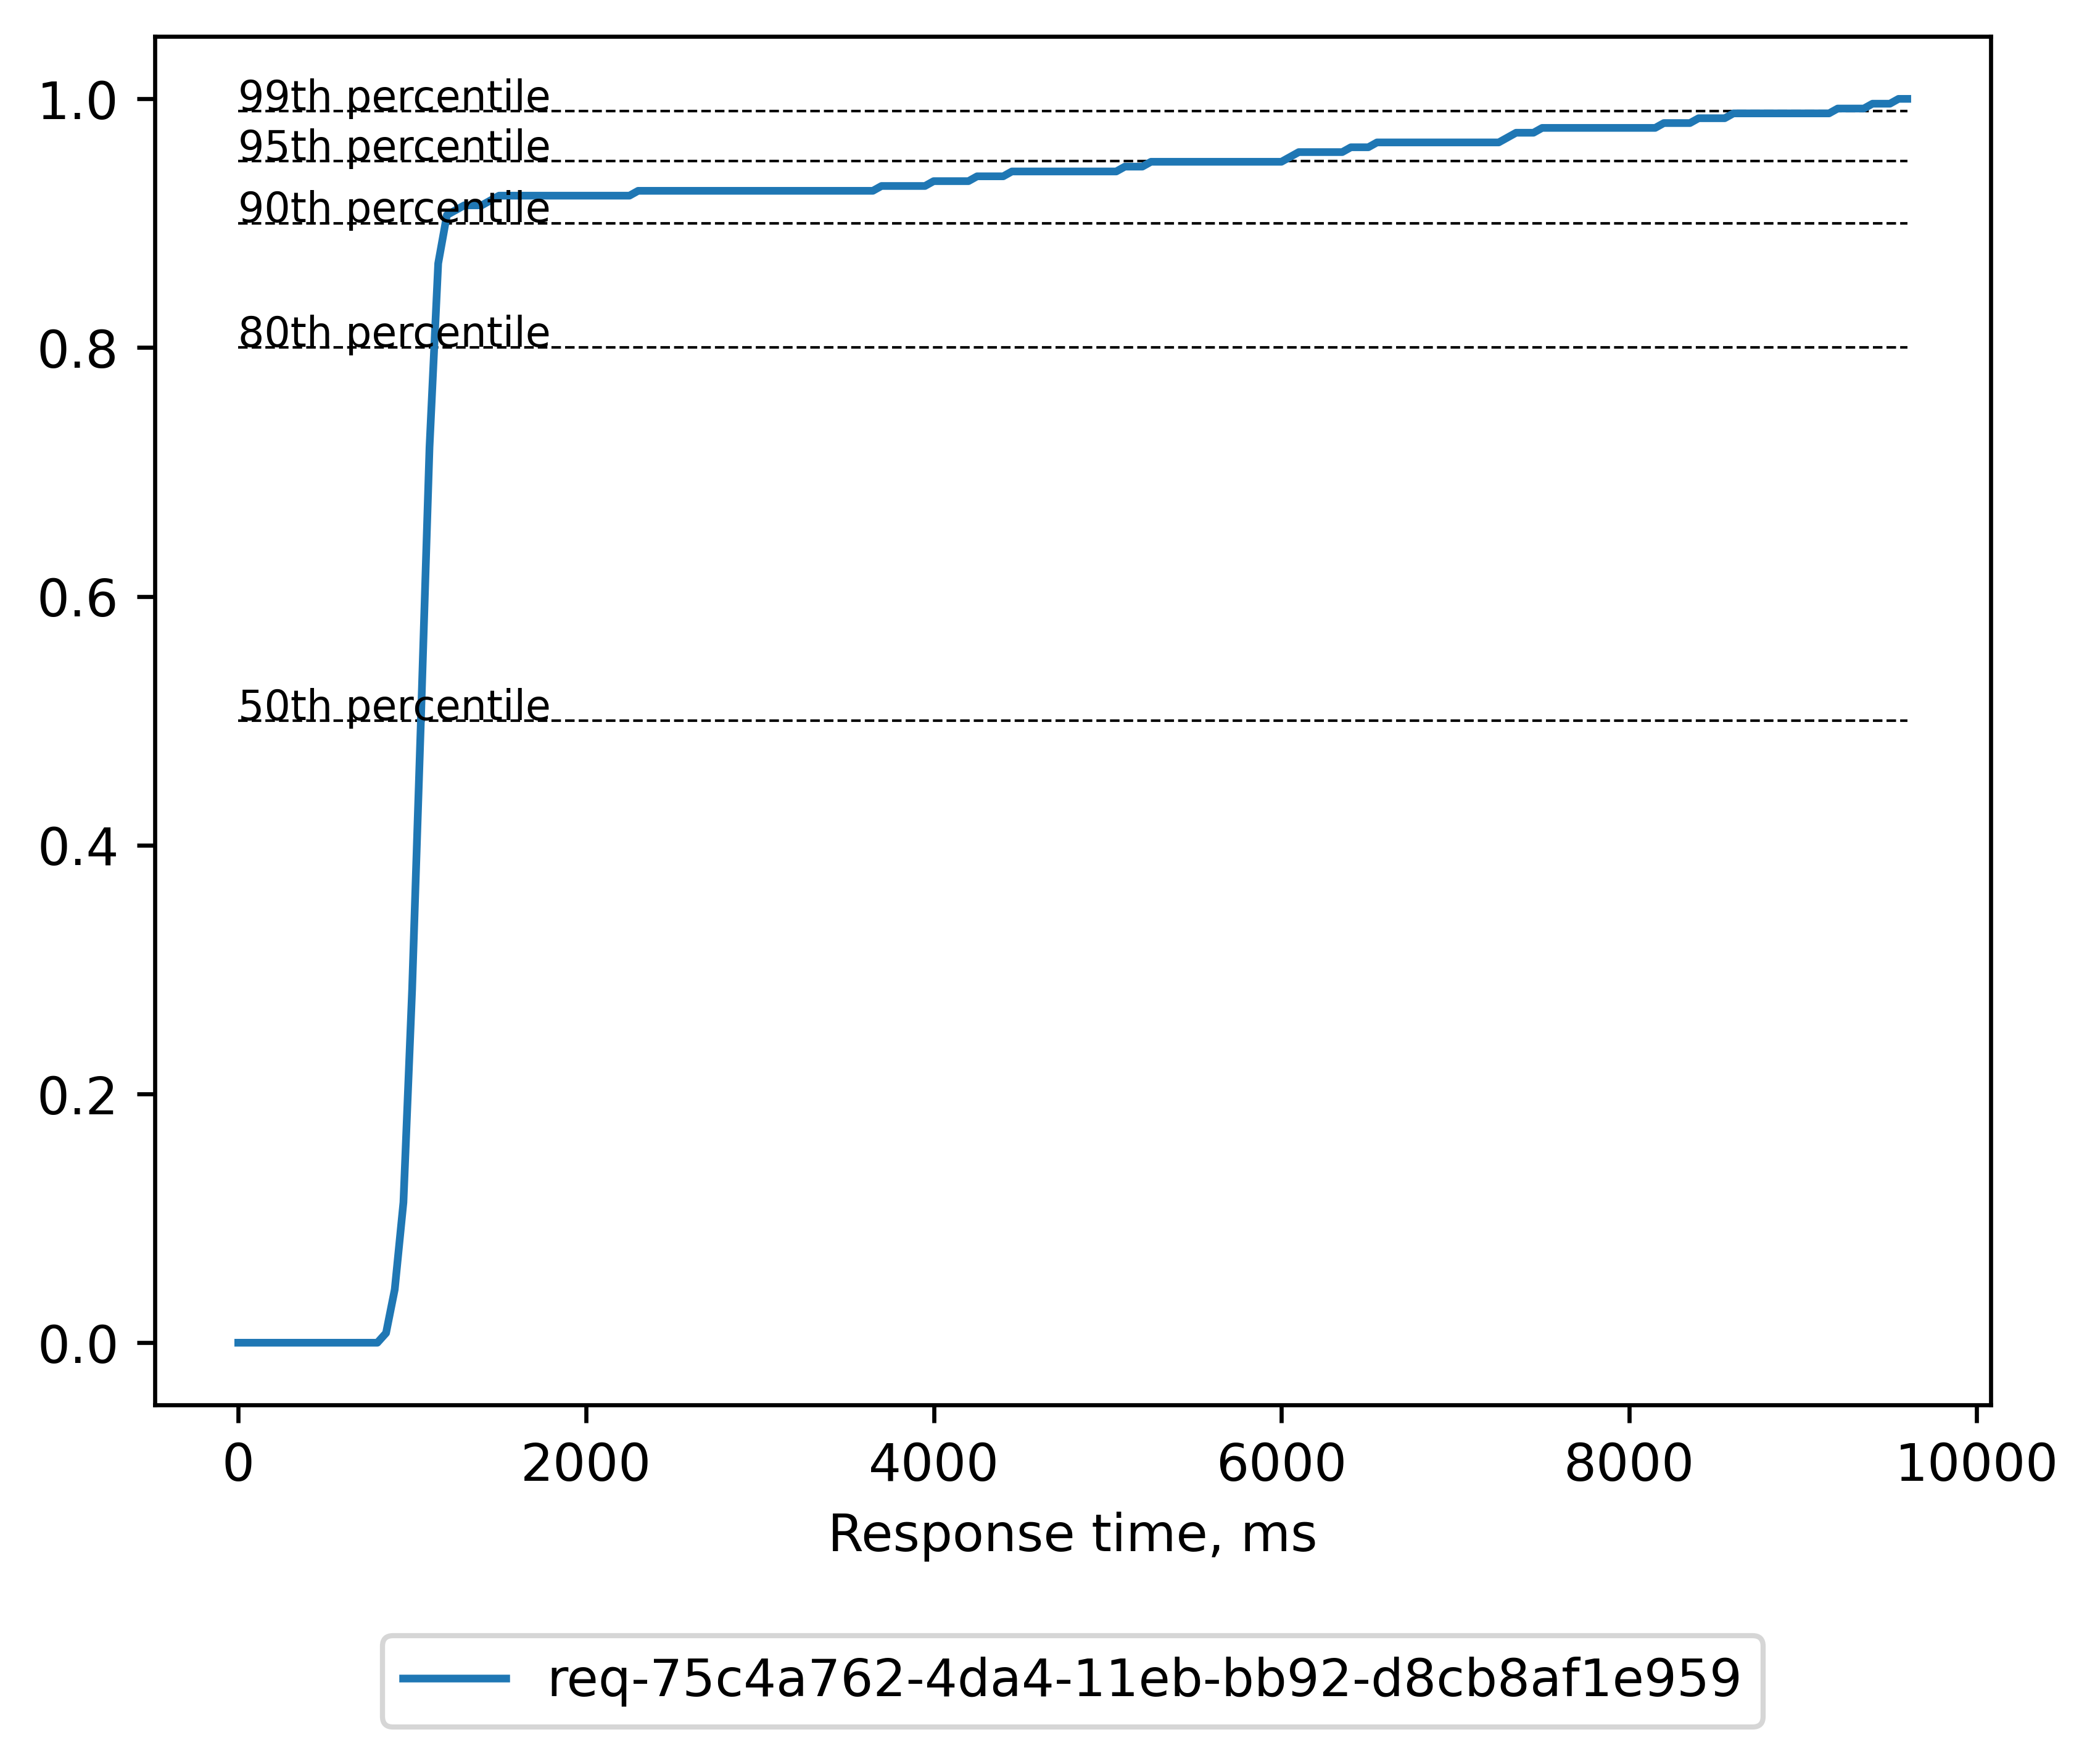 1.0
99th percentile
95th percentile
90th percentile
0.8
80th percentile
0.6
50th percentile
0.4
0.2
0.0
0 2000 4000 6000 8000 10000
Response time, ms
req-75c4a762-4da4-11eb-bb92-d8cb8af1e959